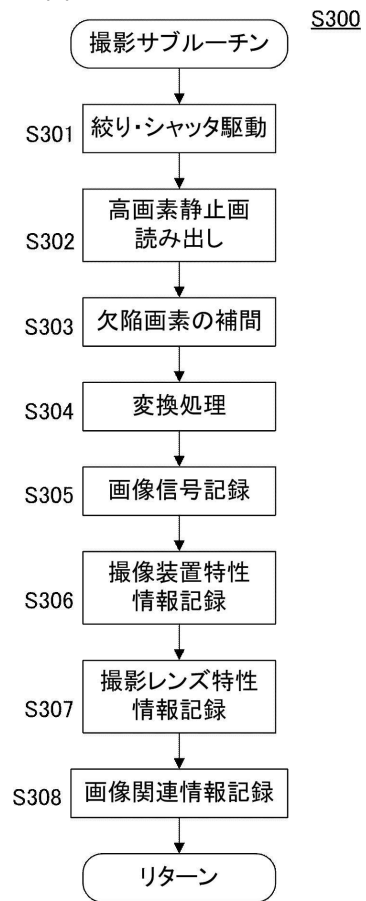 S300
撮影サブルーチン
S301
絞り・シャッタ駆動
S302
高画素静止画
読み出し
S303
欠陥画素の補間
S304
変換処理
S305
画像信号記録
S306
撮像装置特性
情報記録
S307
撮影レンズ特性
情報記録
S308
画像関連情報記録
リターン